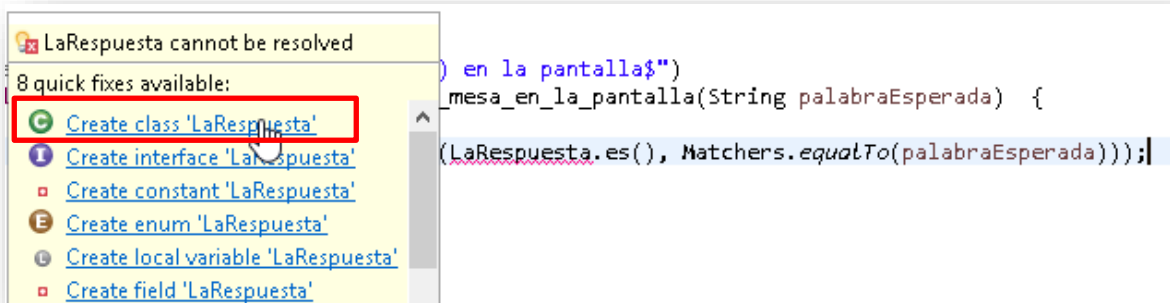 LaRespuesta cannot be resolved
8 quick fixes available:
Create class 'LaRespuesta'
Create interface 'LaRespuesta'
Create constant 'LaRespuesta'
Create enum 'LaRespuesta'
Create local variable 'LaRespuesta'
Create field 'LaRespuesta'
) en la pantalla$")
_mesa_en_la_pantalla(String palabraEsperada) {
(LaRespuesta.es(), Matchers.equalTo(palabraEsperada)));